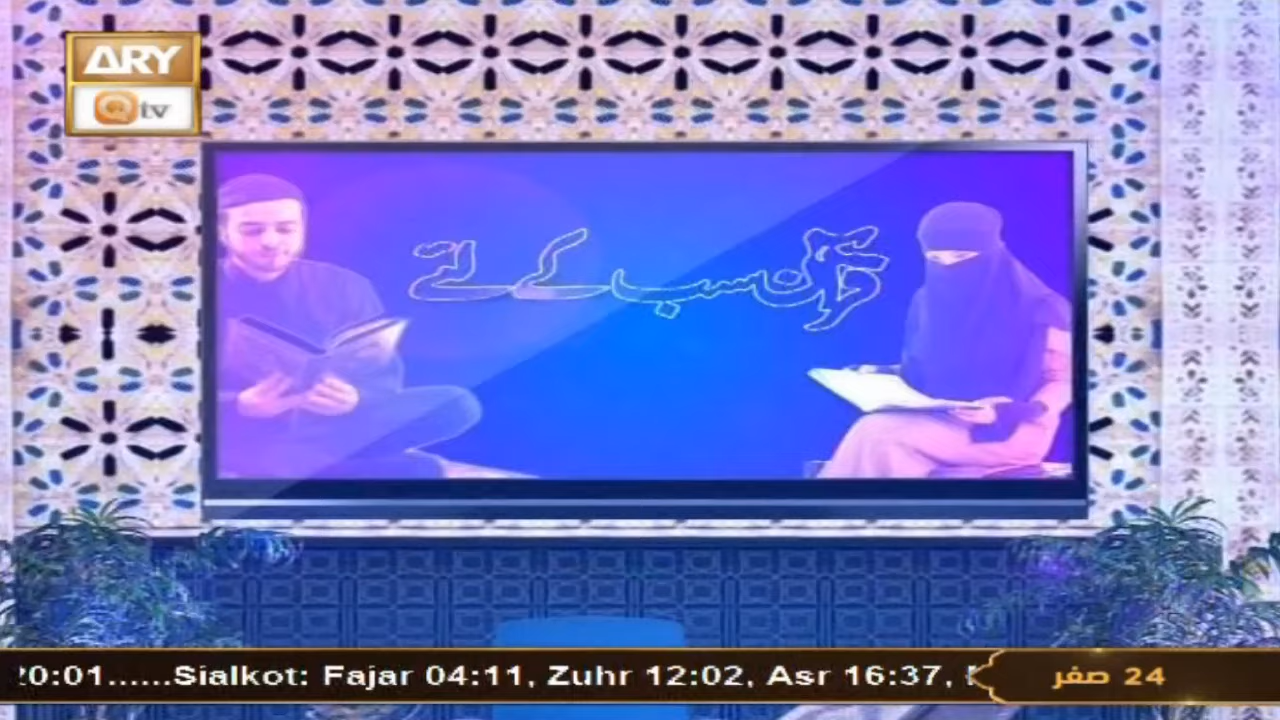 ARY
Qtv
قرآن سب کے لئے
20:01......Sialkot: Fajar 04:11, Zuhr 12:02, Asr 16:37,
24 صفر